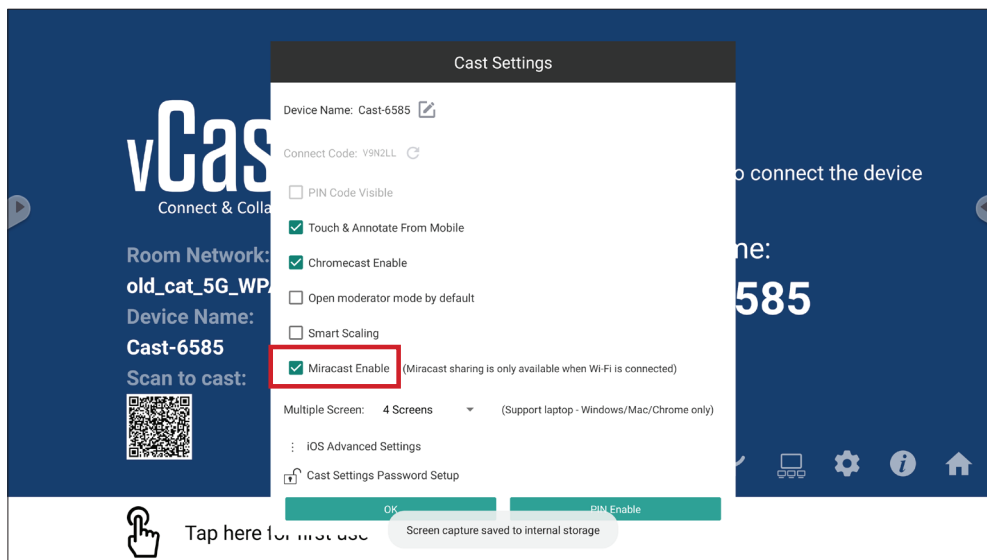 Cast Settings
Device Name: Cast-6585
Connect Code: V9N2LL
PIN Code Visible
Touch & Annotate From Mobile
Chromecast Enable
Open moderator mode by default
Smart Scaling
Miracast Enable (Miracast sharing is only available when Wi-Fi is connected)
Multiple Screen: 4 Screens (Support laptop - Windows/Mac/Chrome only)
iOS Advanced Settings
Cast Settings Password Setup
OK PIN Enable
Screen capture saved to internal storage
vCas
Connect & Colla
Room Network:
old_cat_5G_WP
Device Name:
Cast-6585
Scan to cast:
o connect the device
me:
585
Tap here for first use